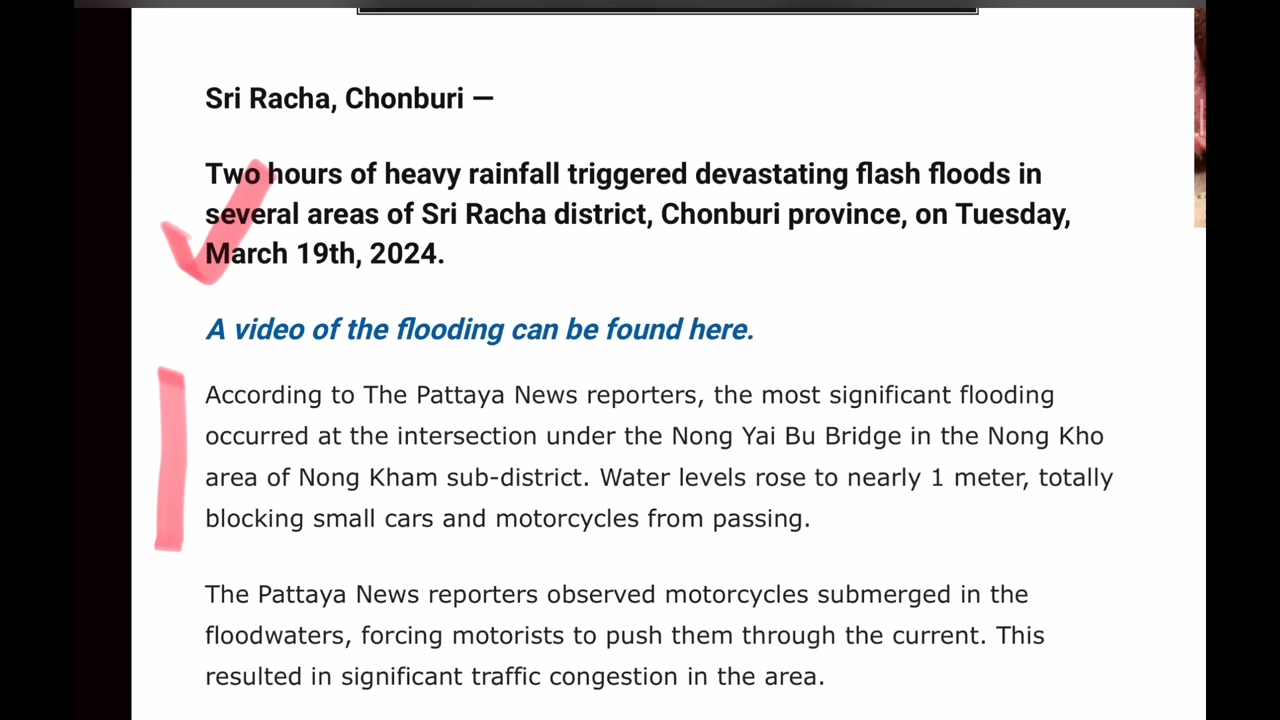 Sri Racha, Chonburi —
Two hours of heavy rainfall triggered devastating flash floods in
several areas of Sri Racha district, Chonburi province, on Tuesday,
March 19th, 2024.
A video of the flooding can be found here.
According to The Pattaya News reporters, the most significant flooding
occurred at the intersection under the Nong Yai Bu Bridge in the Nong Kho
area of Nong Kham sub-district. Water levels rose to nearly 1 meter, totally
blocking small cars and motorcycles from passing.
The Pattaya News reporters observed motorcycles submerged in the
floodwaters, forcing motorists to push them through the current. This
resulted in significant traffic congestion in the area.